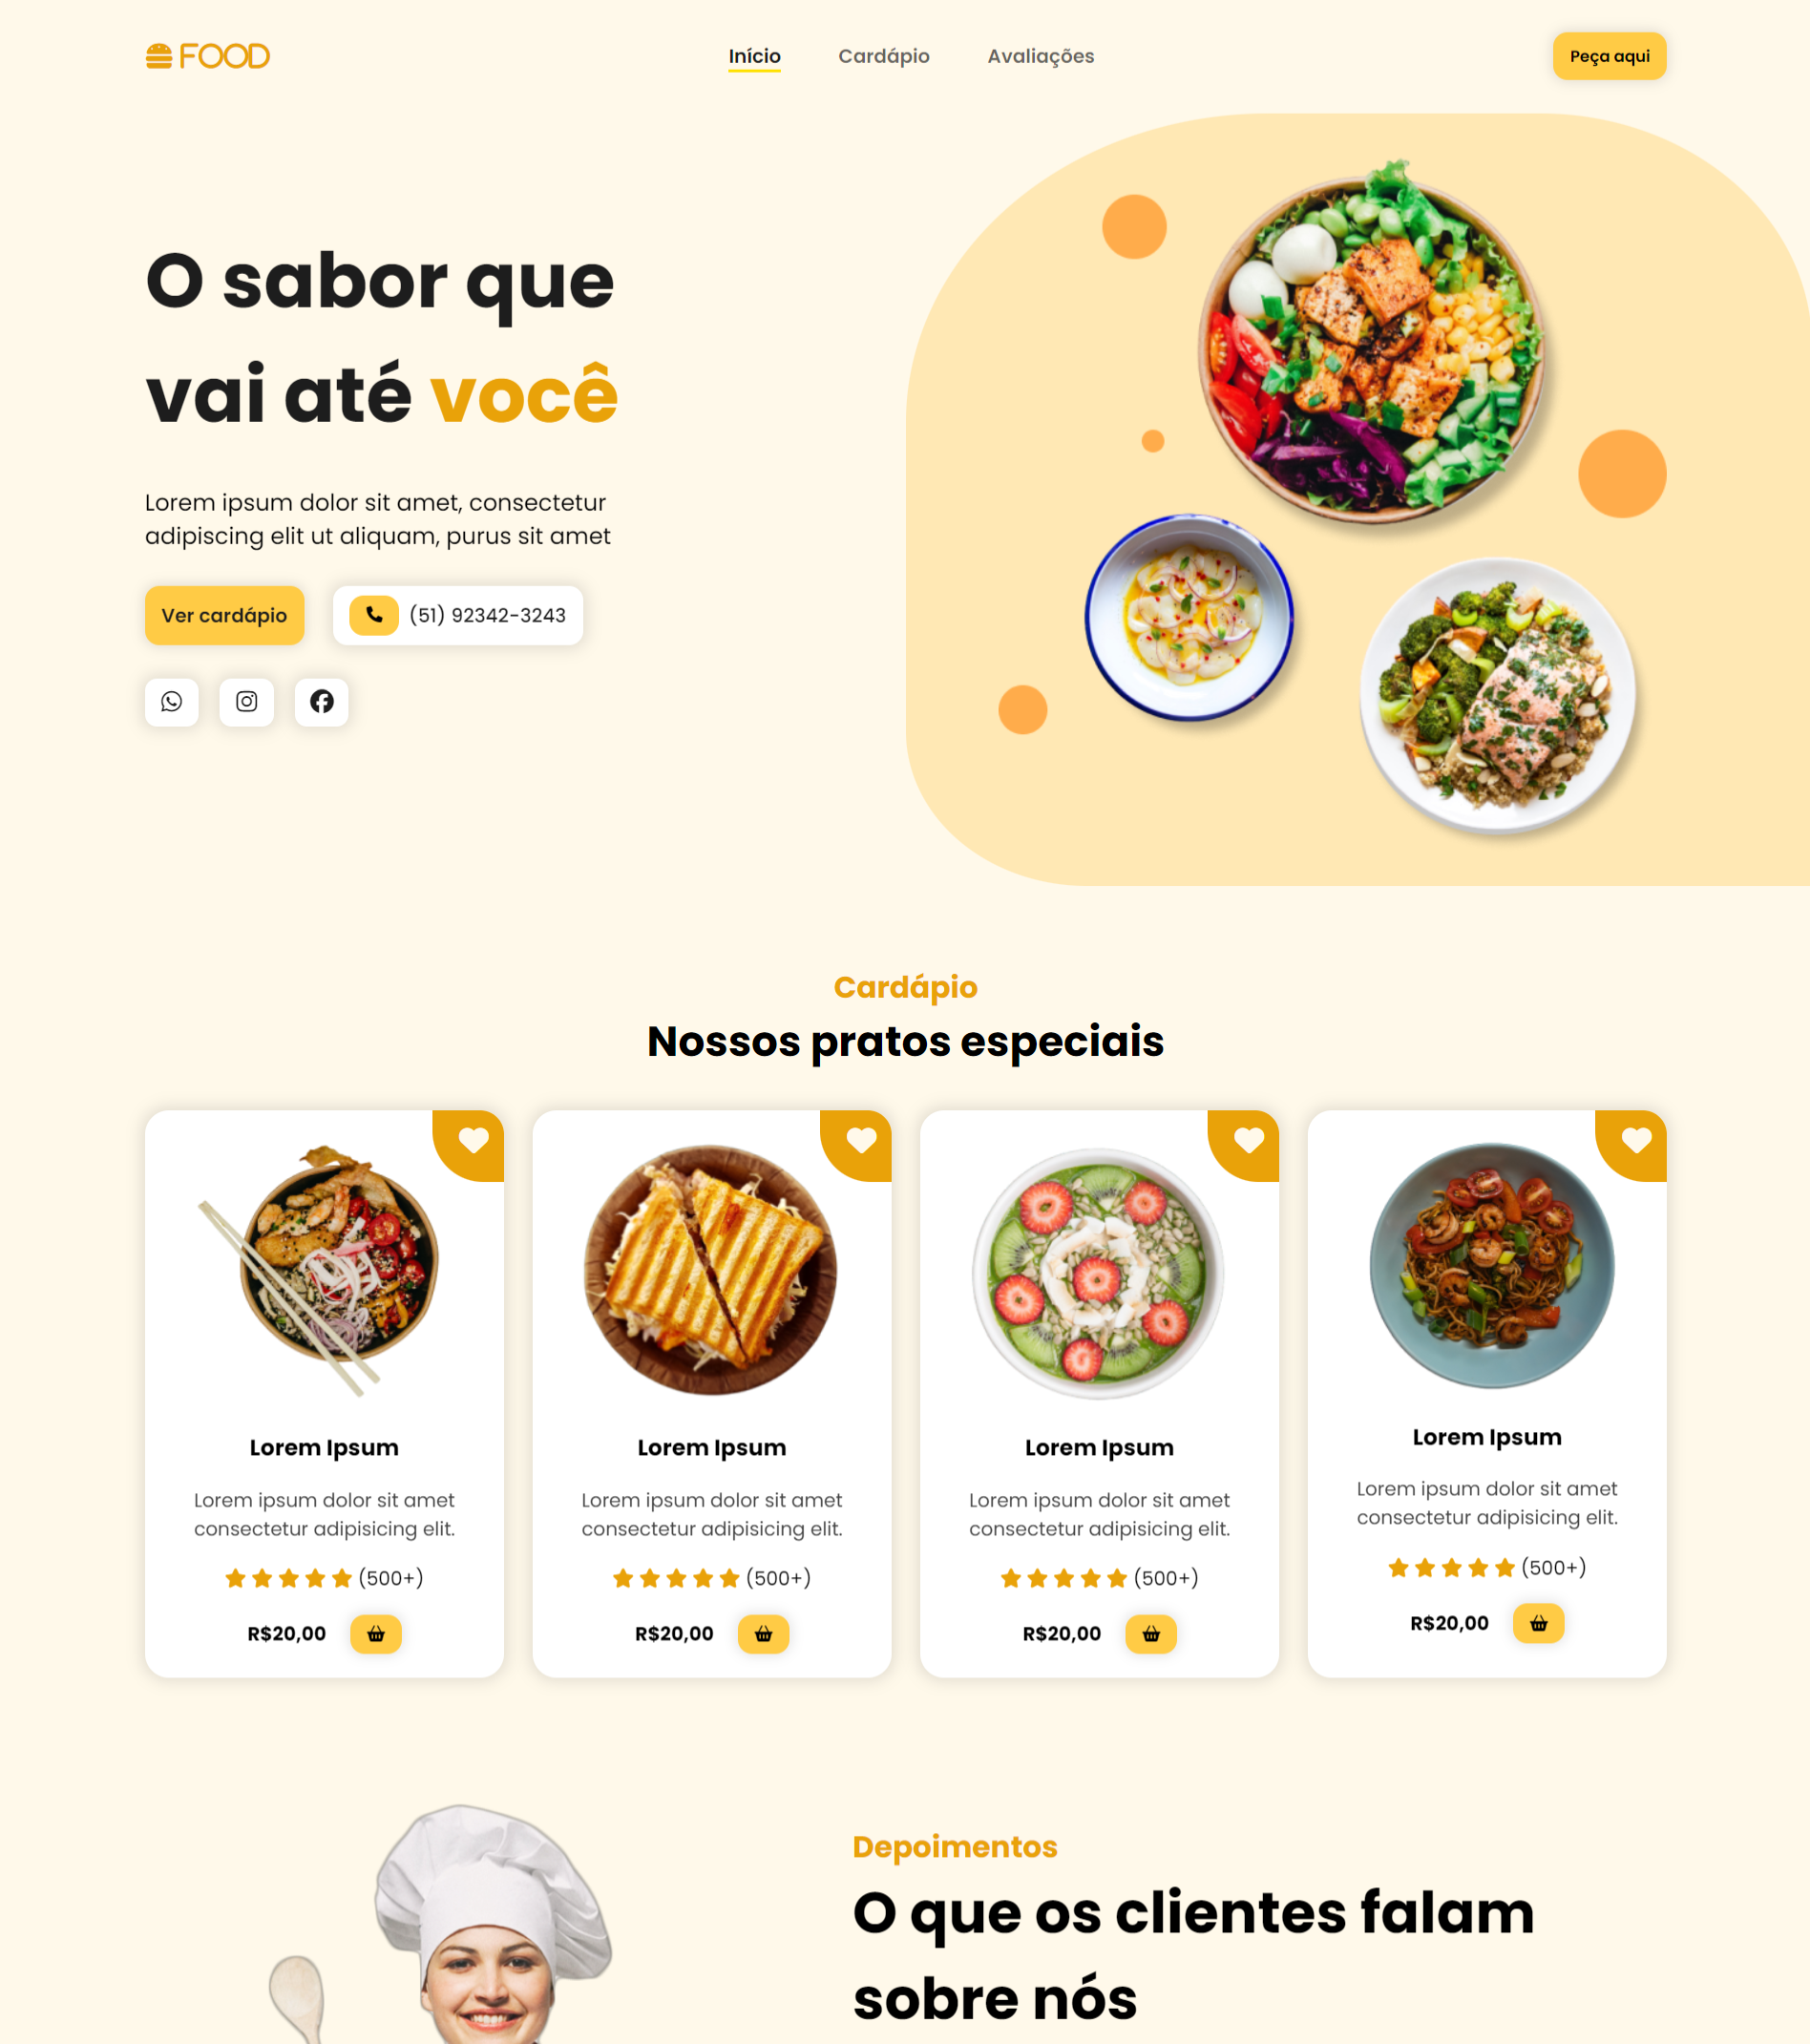 FOOD
Início
Cardápio
Avaliações
Peça aqui
O sabor que
vai até você
Lorem ipsum dolor sit amet, consectetur
adipiscing elit ut aliquam, purus sit amet
Ver cardápio
(51) 92342-3243
Cardápio
Nossos pratos especiais
Lorem Ipsum
Lorem ipsum dolor sit amet
consectetur adipisicing elit.
(500+)
R$20,00
Lorem Ipsum
Lorem ipsum dolor sit amet
consectetur adipisicing elit.
(500+)
R$20,00
Lorem Ipsum
Lorem ipsum dolor sit amet
consectetur adipisicing elit.
(500+)
R$20,00
Lorem Ipsum
Lorem ipsum dolor sit amet
consectetur adipisicing elit.
(500+)
R$20,00
Depoimentos
O que os clientes falam
sobre nós